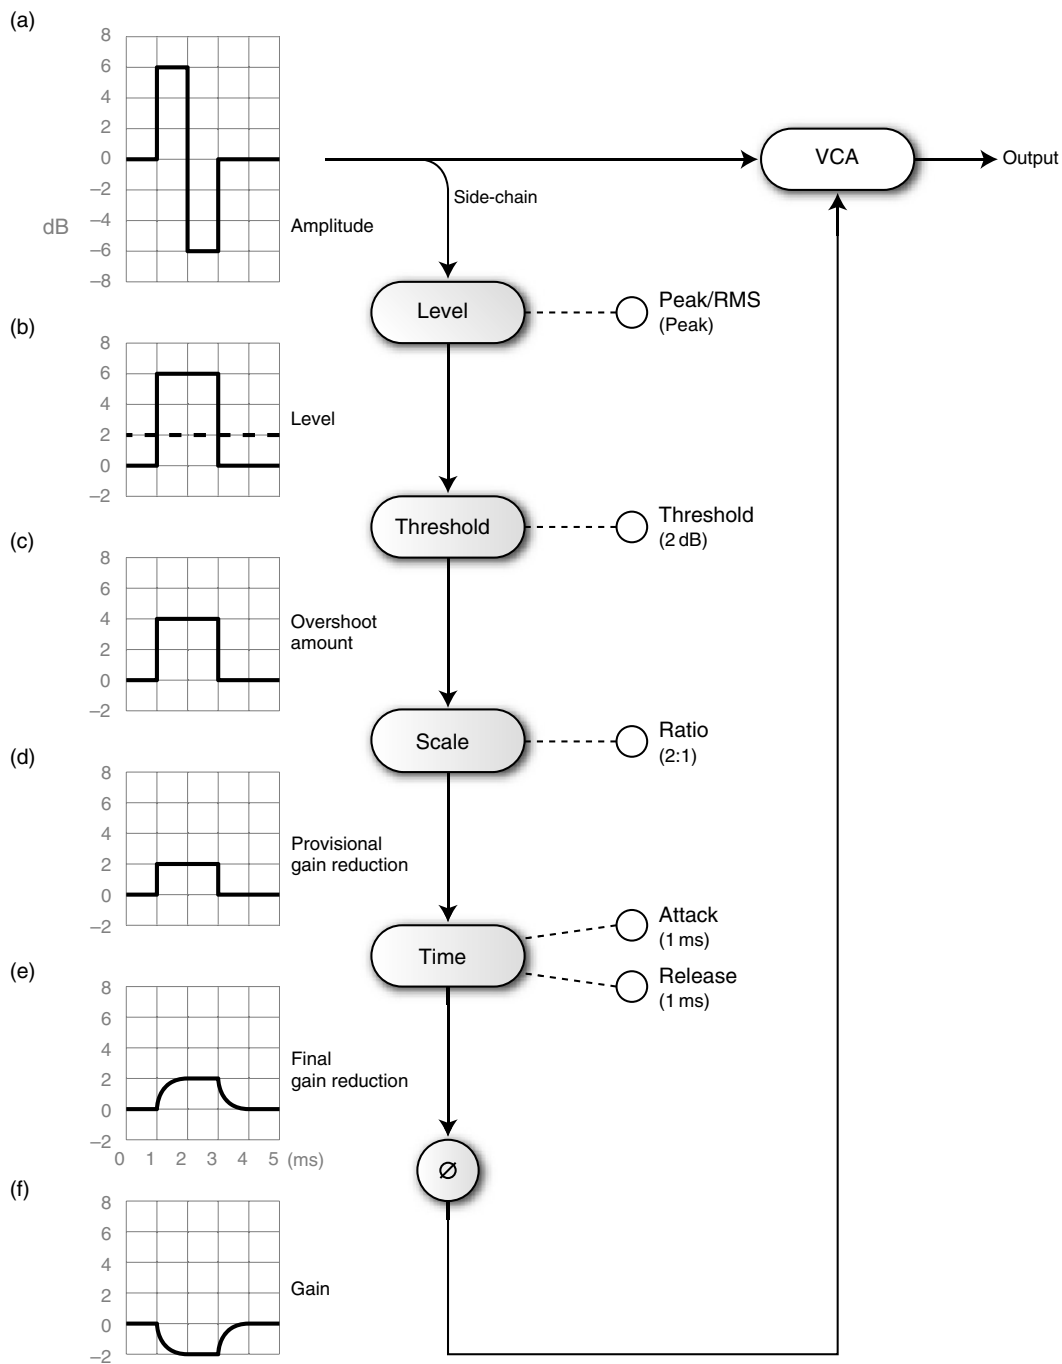 (a)
8
6
4
2
0
–2
–4
–6
–8
dB
Amplitude
VCA
Output
Side-chain
Level
Peak/RMS
(Peak)
(b)
8
6
4
2
0
–2
Level
Threshold
Threshold
(2 dB)
(c)
8
6
4
2
0
–2
Overshoot
amount
Scale
Ratio
(2:1)
(d)
8
6
4
2
0
–2
Provisional
gain reduction
Time
Attack
(1 ms)
Release
(1 ms)
(e)
8
6
4
2
0
–2
Final
gain reduction
0 1 2 3 4 5 (ms)
Ø
(f)
8
6
4
2
0
–2
Gain